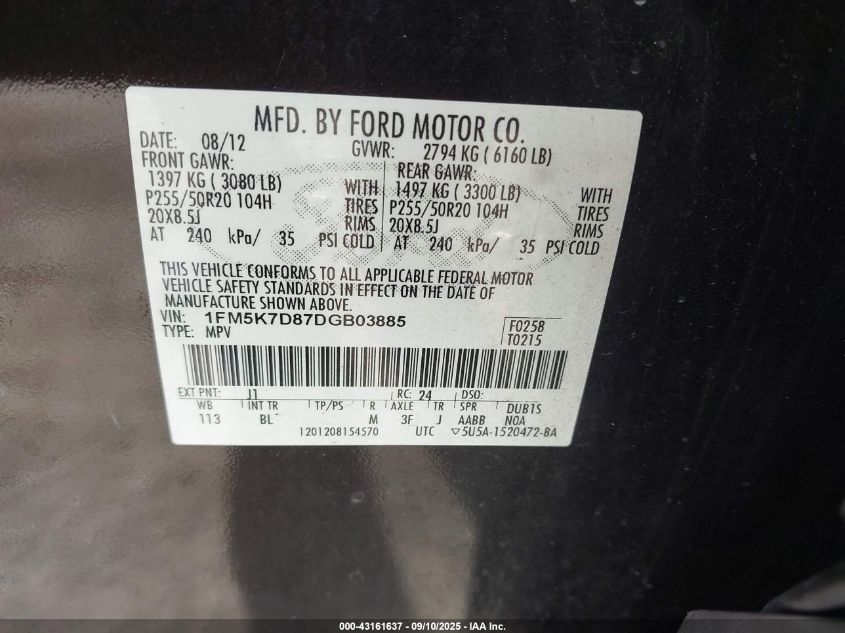 MFD. BY FORD MOTOR CO.
DATE: 08/12 GVWR: 2794 KG ( 6160 LB)
FRONT GAWR: REAR GAWR:
1397 KG ( 3080 LB) WITH 1497 KG ( 3300 LB) WITH
P255/50R20 104H TIRES P255/50R20 104H TIRES
20X8.5J RIMS 20X8.5J RIMS
AT 240 kPa/ 35 PSI COLD AT 240 kPa/ 35 PSI COLD
THIS VEHICLE CONFORMS TO ALL APPLICABLE FEDERAL MOTOR
VEHICLE SAFETY STANDARDS IN EFFECT ON THE DATE OF
MANUFACTURE SHOWN ABOVE.
VIN: 1FM5K7D87DGB03885 F0258
TYPE: MPV T0215
EXT PNT: J1 RC: 24 DSO:
WB INT TR TP/PS R AXLE TR SPR DUBTS
113 BL M 3F J AABB NOA
1201208154570 UTC ▽5U5A-1520472-BA
000-43161637 - 09/10/2025 - IAA Inc. (c) Copyright